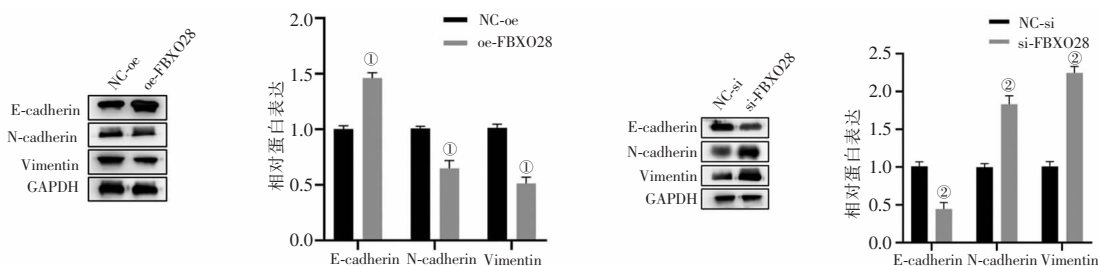 NC-oe
oe-FBXO28
E-cadherin
N-cadherin
Vimentin
GAPDH
NC-oe
oe-FBXO28
相对蛋白表达
2.0
1.5
1.0
0.5
0.0
①
①
①
E-cadherin N-cadherin Vimentin
NC-si
si-FBXO28
E-cadherin
N-cadherin
Vimentin
GAPDH
NC-si
si-FBXO28
相对蛋白表达
2.5
2.0
1.5
1.0
0.5
0.0
②
②
②
E-cadherin N-cadherin Vimentin